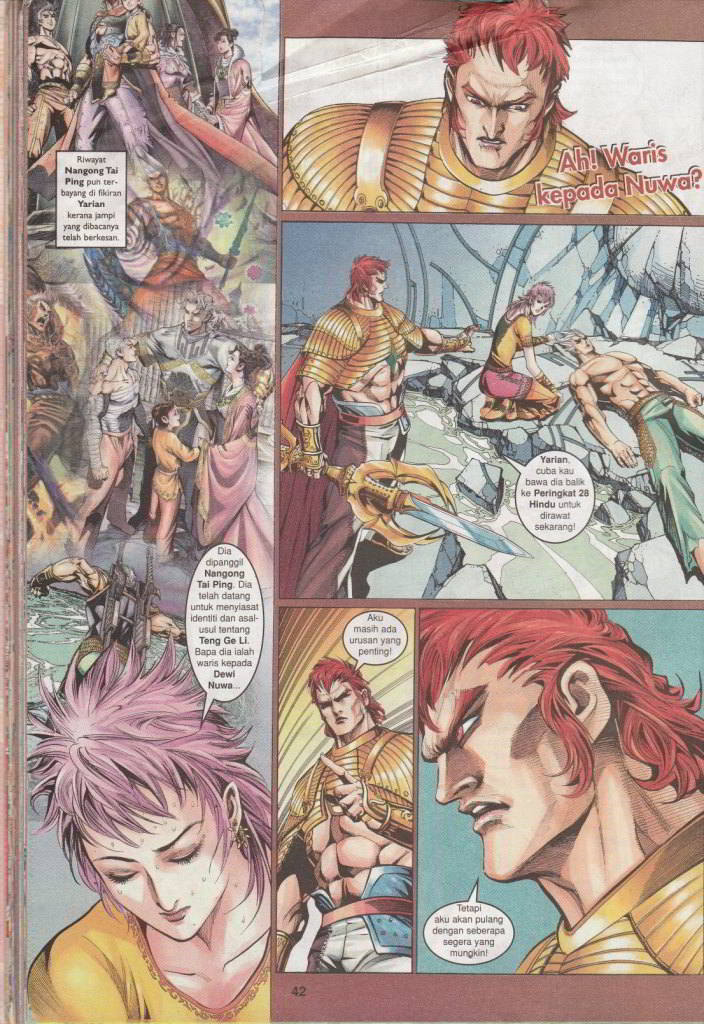 Riwayat
Nangong Tai
Ping pun ter-
bayang di fikiran
Yarian
kerana jampi
yang dibacanya
telah berkesan.
Dia
dipanggil
Nangong
Tai Ping. Dia
telah datang
untuk menyiasat
identiti dan asal-
usul tentang
Teng Ge Li.
Bapa dia ialah
waris kepada
Dewi
Nuwa...
Ah! Waris
kepada Nuwa?
Yarian,
cuba kau
bawa dia balik
ke Peringkat 28
Hindu untuk
dirawat
sekarang!
Aku
masih ada
urusan yang
penting!
Tetapi
aku akan pulang
dengan seberapa
segera yang
mungkin!
42